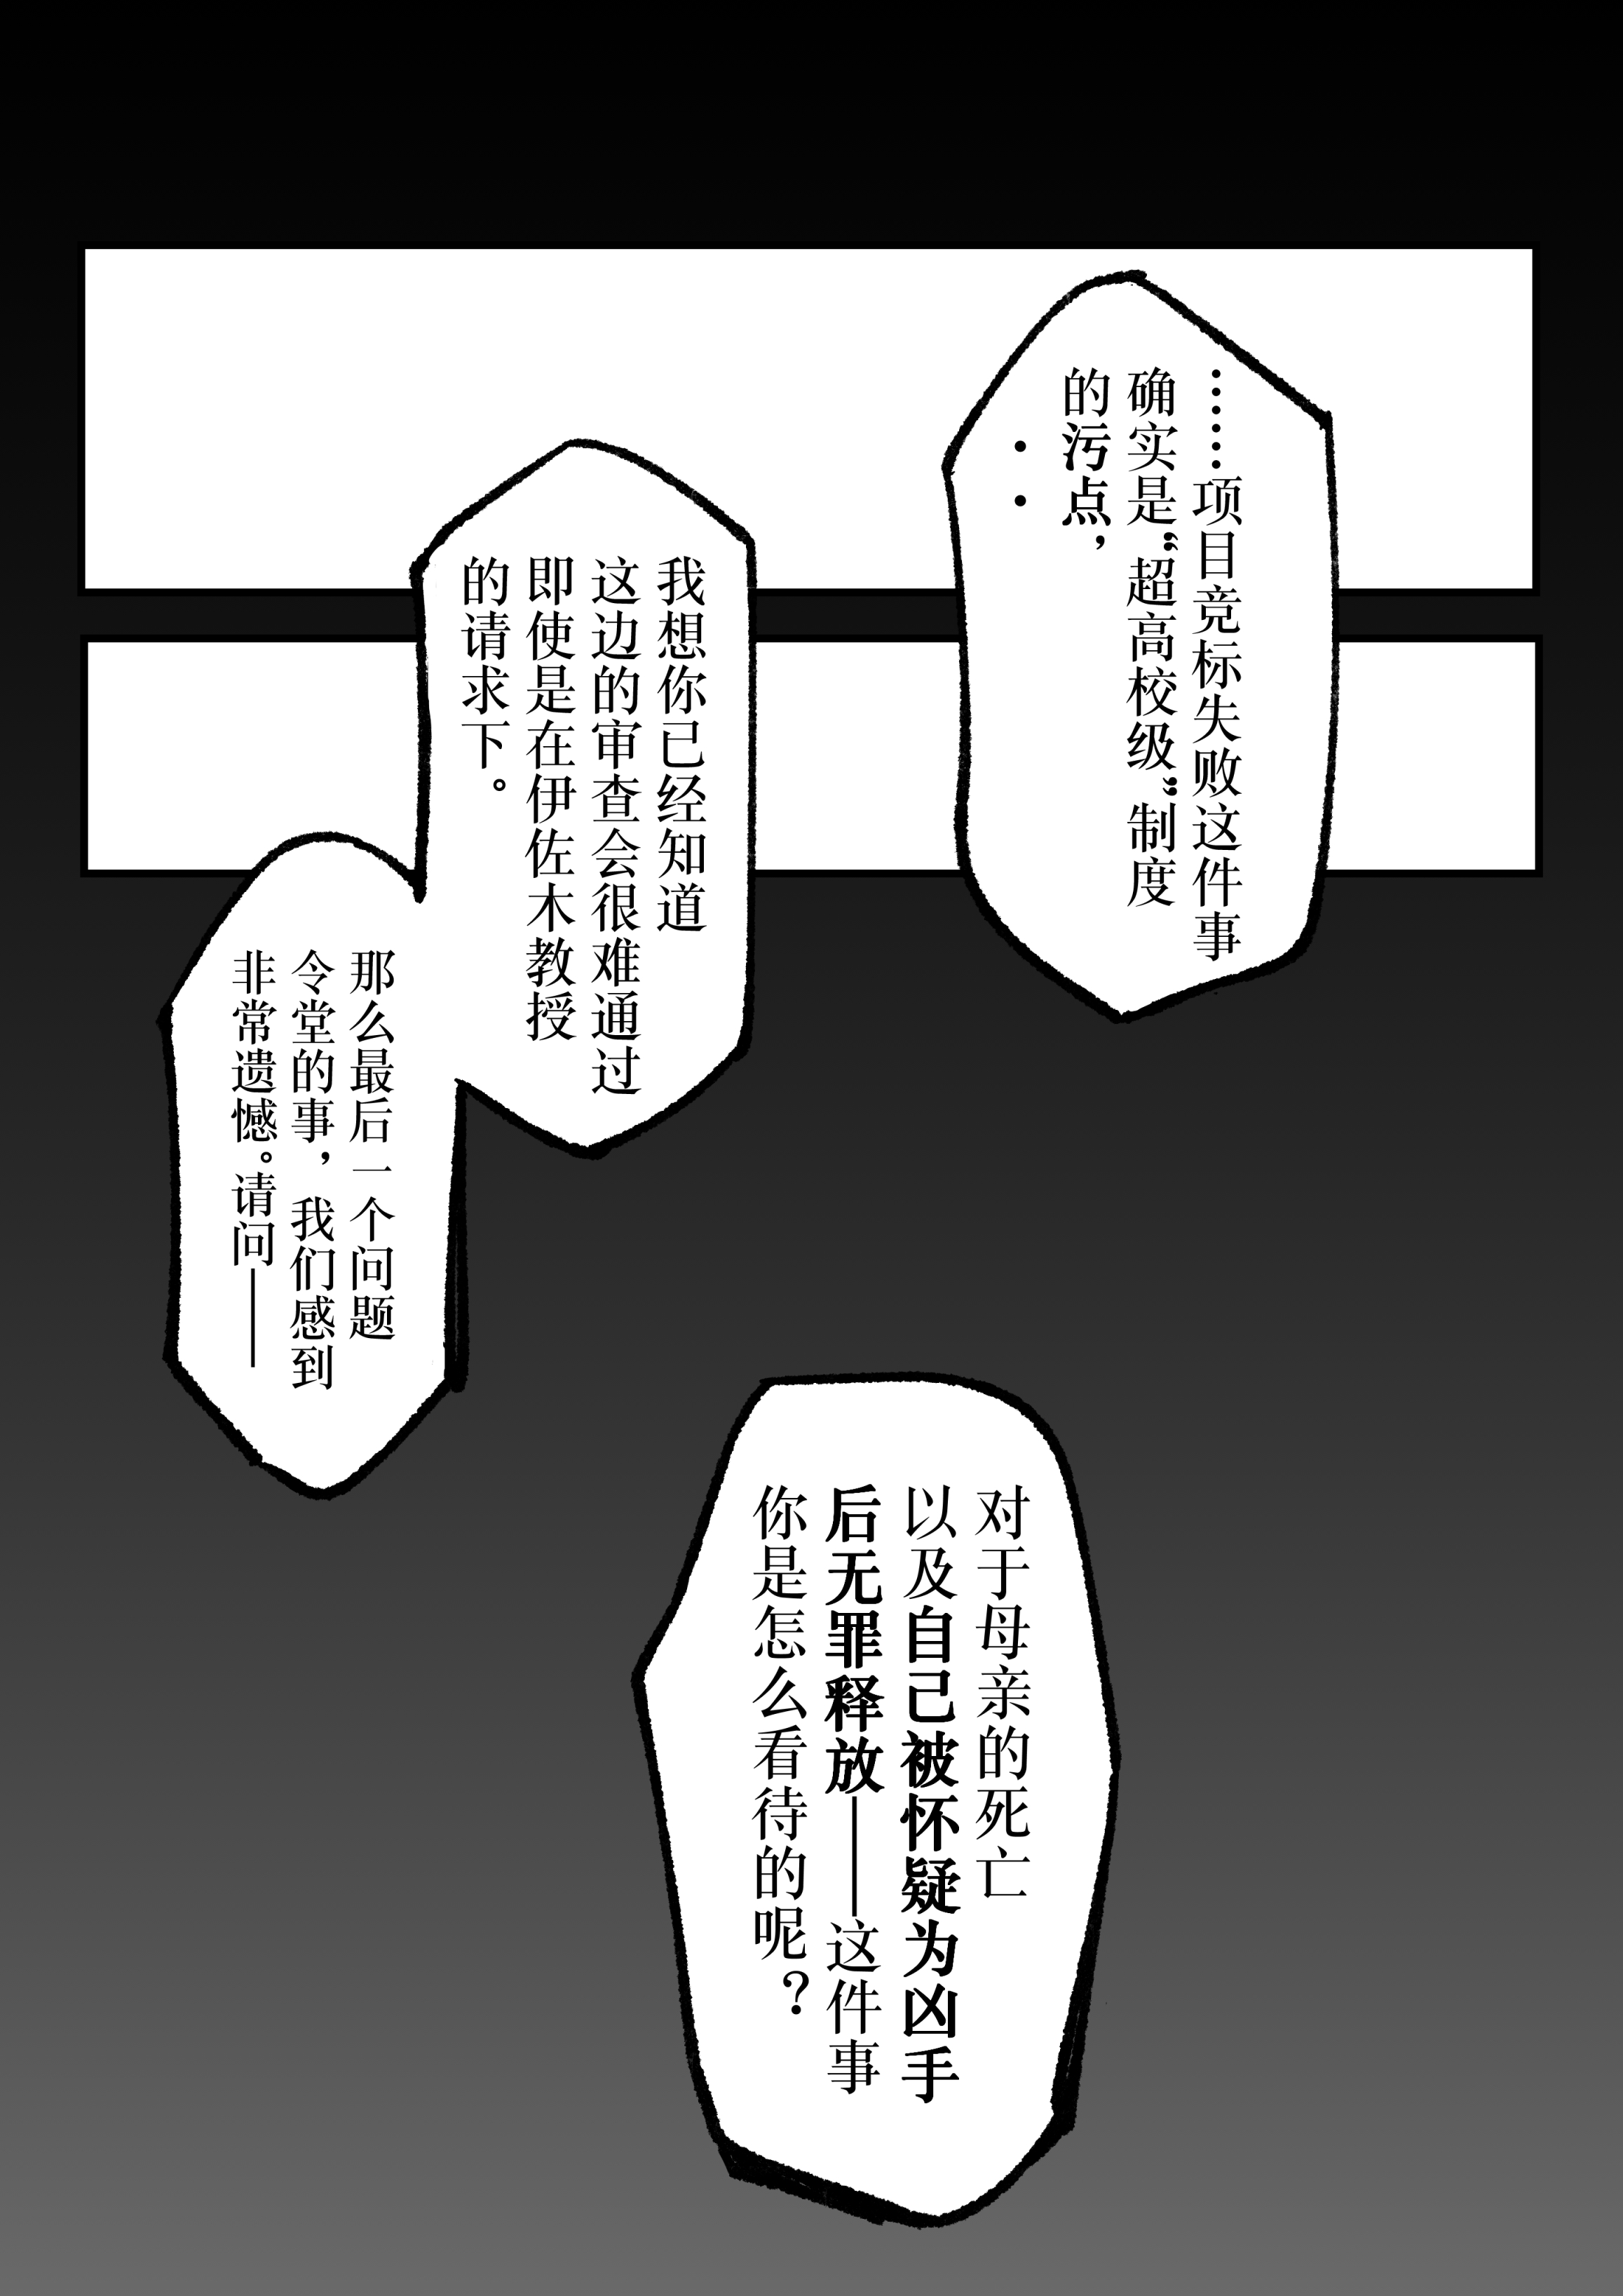 ……项目竞标失败这件事
确实是“超高校级”制度
的污点，
我想你已经知道
这边的审查会很难通过
即使是在伊佐木教授
的请求下。
那么最后一个问题
令堂的事，我们感到
非常遗憾。请问——
对于母亲的死亡
以及自己被怀疑为凶手
后无罪释放——这件事
你是怎么看待的呢？